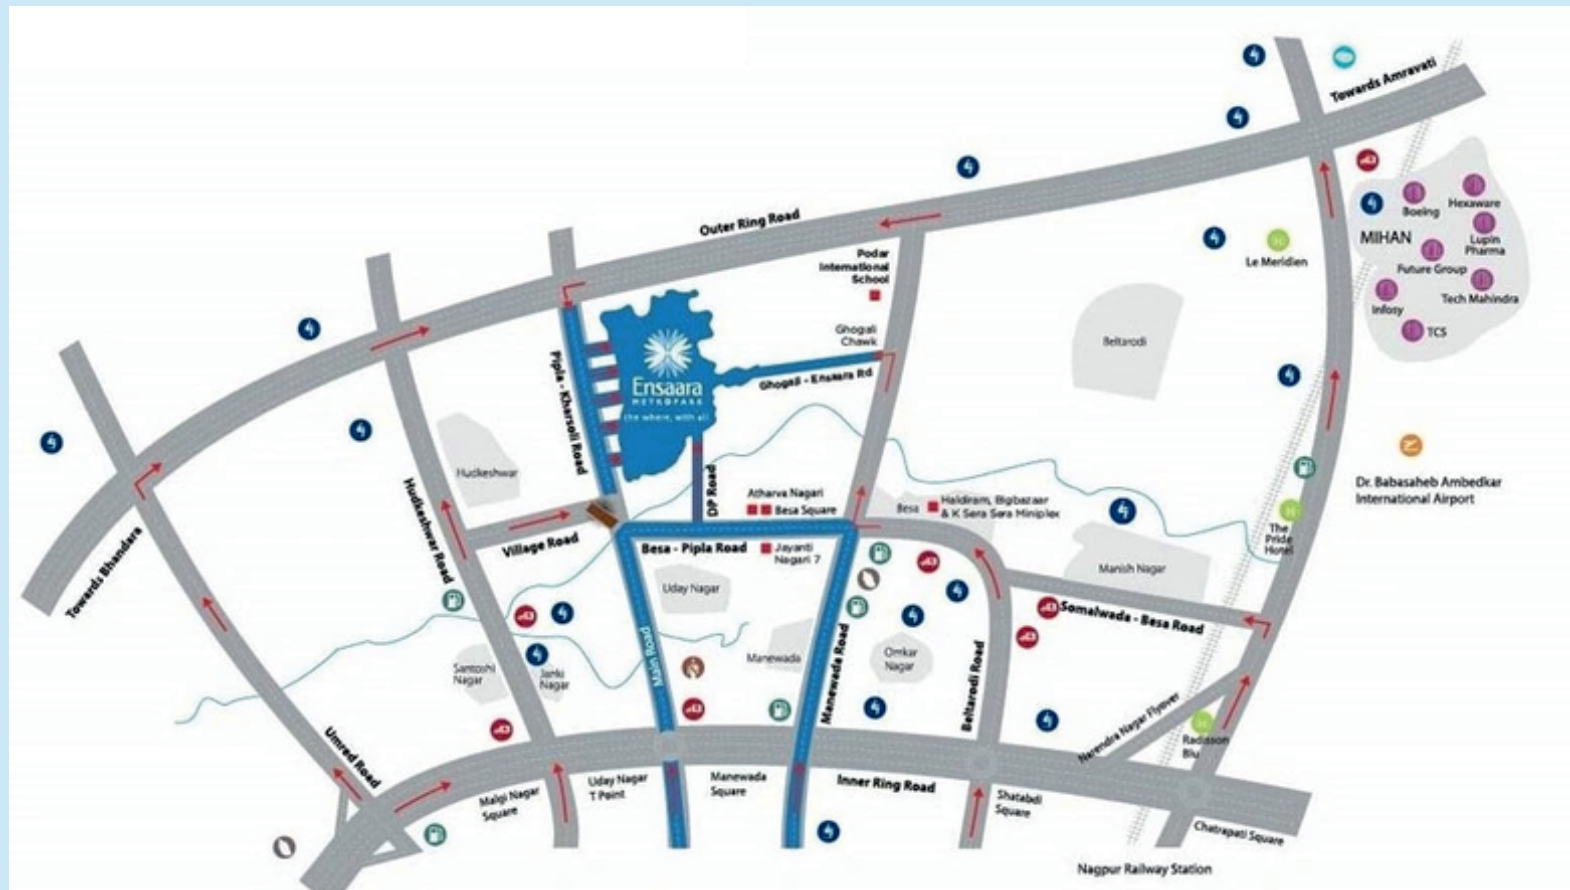 Towards Amravati
Outer Ring Road
Podar
International
School
Le Meridien
Boeing
Hexaware
MIHAN
Lupin
Pharma
Future Group
Tech Mahindra
Infosy
TCS
Ghogali
Chawk
Beltarodi
Pipla - Kharsoli Road
Ensaara
METROPARK
the where, with all
Ghogali - Ensaara Rd
Hudkeshwar
Hudkeshwar Road
DP Road
Atharva Nagari
Besa Square
Besa
Haldiram, Bigbazaar
& K Sera Sera Miniplex
Dr. Babasaheb Ambedkar
International Airport
The
Pride
Hotel
Towards Bhandara
Village Road
Besa - Pipla Road
Jayanti
Nagari 7
Uday Nagar
Manish Nagar
Somalwada - Besa Road
Main Road
Manewada
Manewada Road
Omkar
Nagar
Beltarodi Road
Santoshi
Nagar
Janki
Nagar
Narendra Nagar Flyover
Radisson
Blu
Umred Road
Malgi Nagar
Square
Uday Nagar
T Point
Manewada
Square
Inner Ring Road
Shatabdi
Square
Chatrapati Square
Nagpur Railway Station